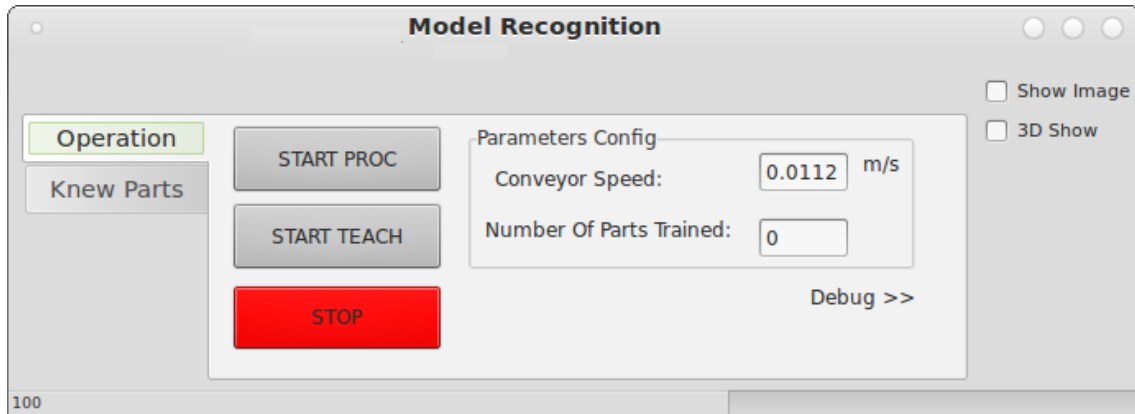 Model Recognition
Show Image
3D Show
Operation
Knew Parts
START PROC
START TEACH
STOP
Parameters Config
Conveyor Speed: 0.0112 m/s
Number Of Parts Trained: 0
Debug >>
100